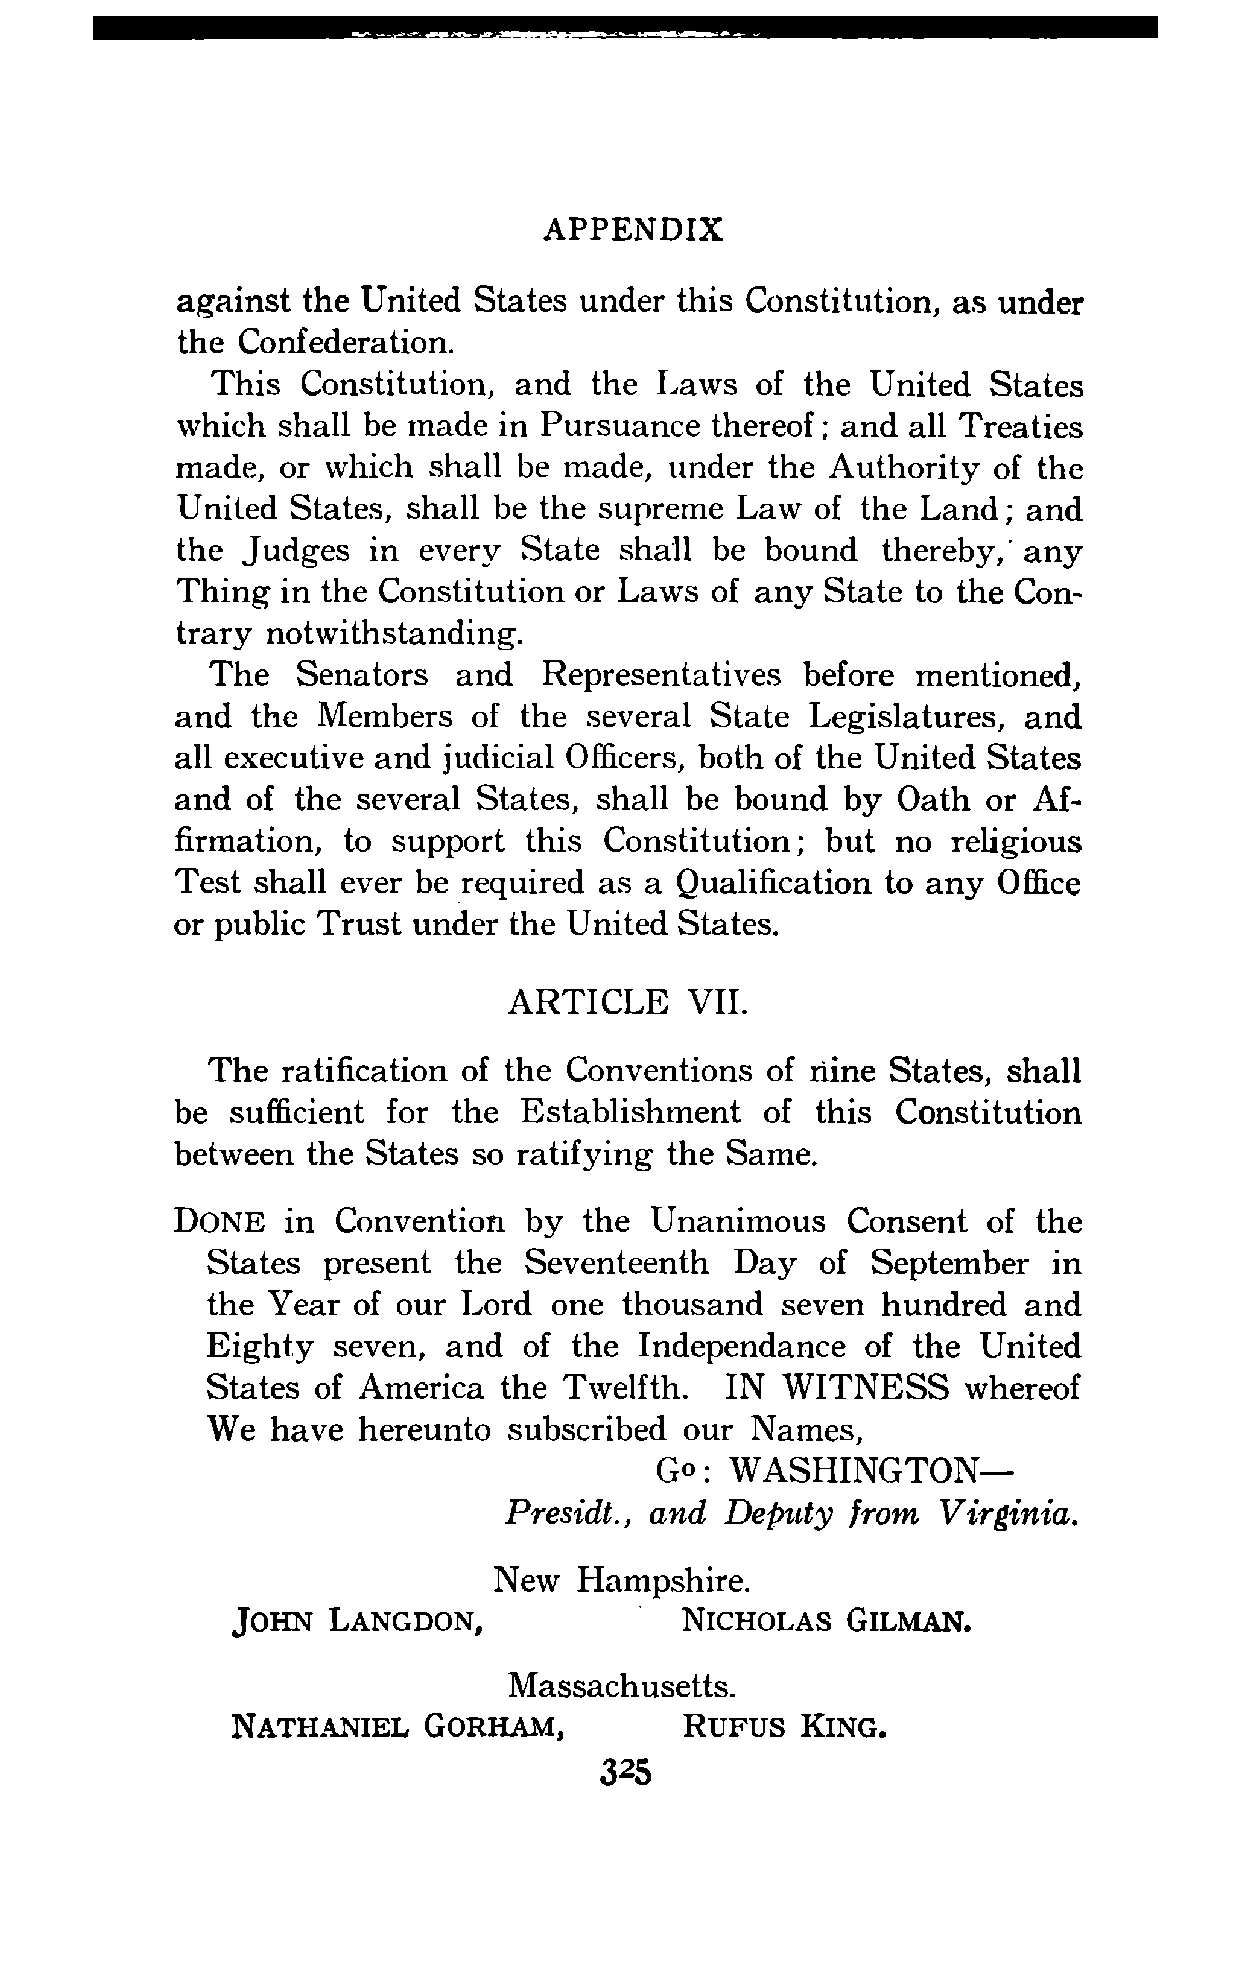 APPENDIX
against the United States under this Constitution, as under
the Confederation.
This Constitution, and the Laws of the United States
which shall be made in Pursuance thereof; and all Treaties
made, or which shall be made, under the Authority of the
United States, shall be the supreme Law of the Land; and
the Judges in every State shall be bound thereby, any
Thing in the Constitution or Laws of any State to the Con-
trary notwithstanding.
The Senators and Representatives before mentioned,
and the Members of the several State Legislatures, and
all executive and judicial Officers, both of the United States
and of the several States, shall be bound by Oath or Af-
firmation, to support this Constitution; but no religious
Test shall ever be required as a Qualification to any Office
or public Trust under the United States.
ARTICLE VII.
The ratification of the Conventions of nine States, shall
be sufficient for the Establishment of this Constitution
between the States so ratifying the Same.
DONE in Convention by the Unanimous Consent of the
States present the Seventeenth Day of September in
the Year of our Lord one thousand seven hundred and
Eighty seven, and of the Independance of the United
States of America the Twelfth. IN WITNESS whereof
We have hereunto subscribed our Names,
Go: WASHINGTON—
Presidt., and Deputy from Virginia.
New Hampshire.
JOHN LANGDON, NICHOLAS GILMAN.
Massachusetts.
NATHANIEL GORHAM, RUFUS KING.
325